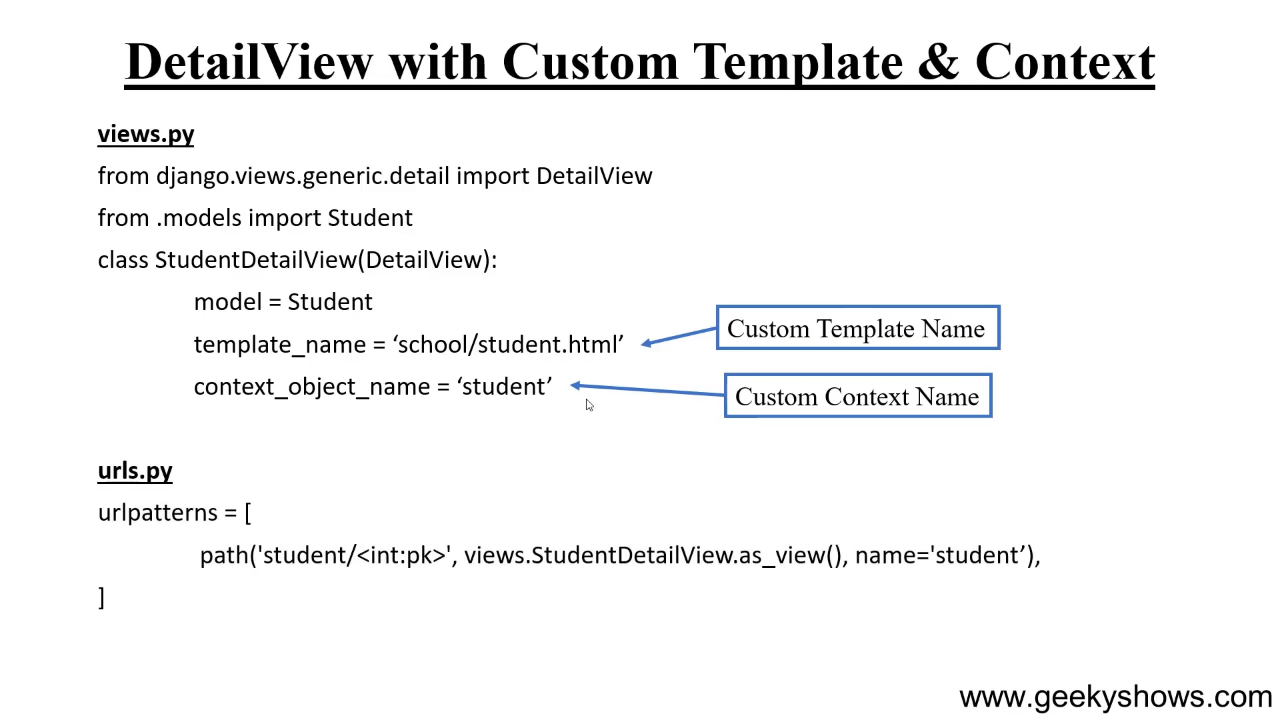 DetailView with Custom Template & Context
views.py
from django.views.generic.detail import DetailView
from .models import Student
class StudentDetailView(DetailView):
model = Student
template_name = ‘school/student.html’
Custom Template Name
context_object_name = ‘student’
Custom Context Name
urls.py
urlpatterns = [
path('student/<int:pk>', views.StudentDetailView.as_view(), name='student’),
]
www.geekyshows.com